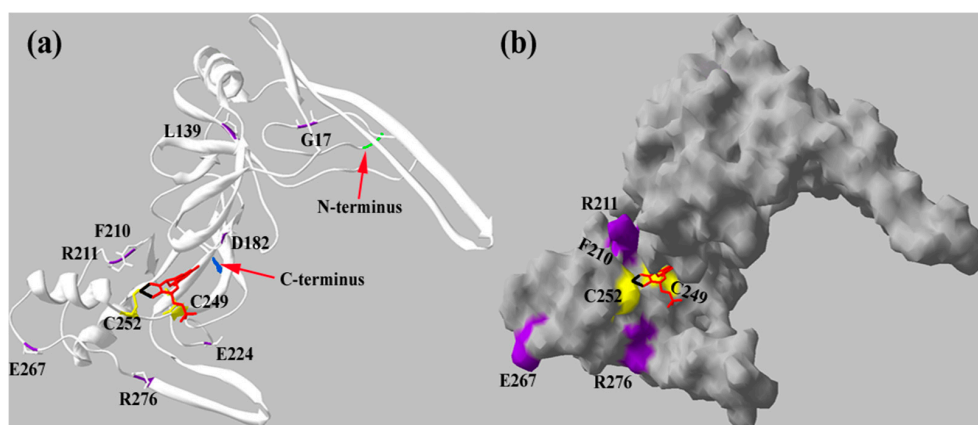 (a)
L139
G17
N-terminus
F210
R211
D182
C-terminus
C252
C249
E267
E224
R276
(b)
R211
F210
C252
C249
E267
R276